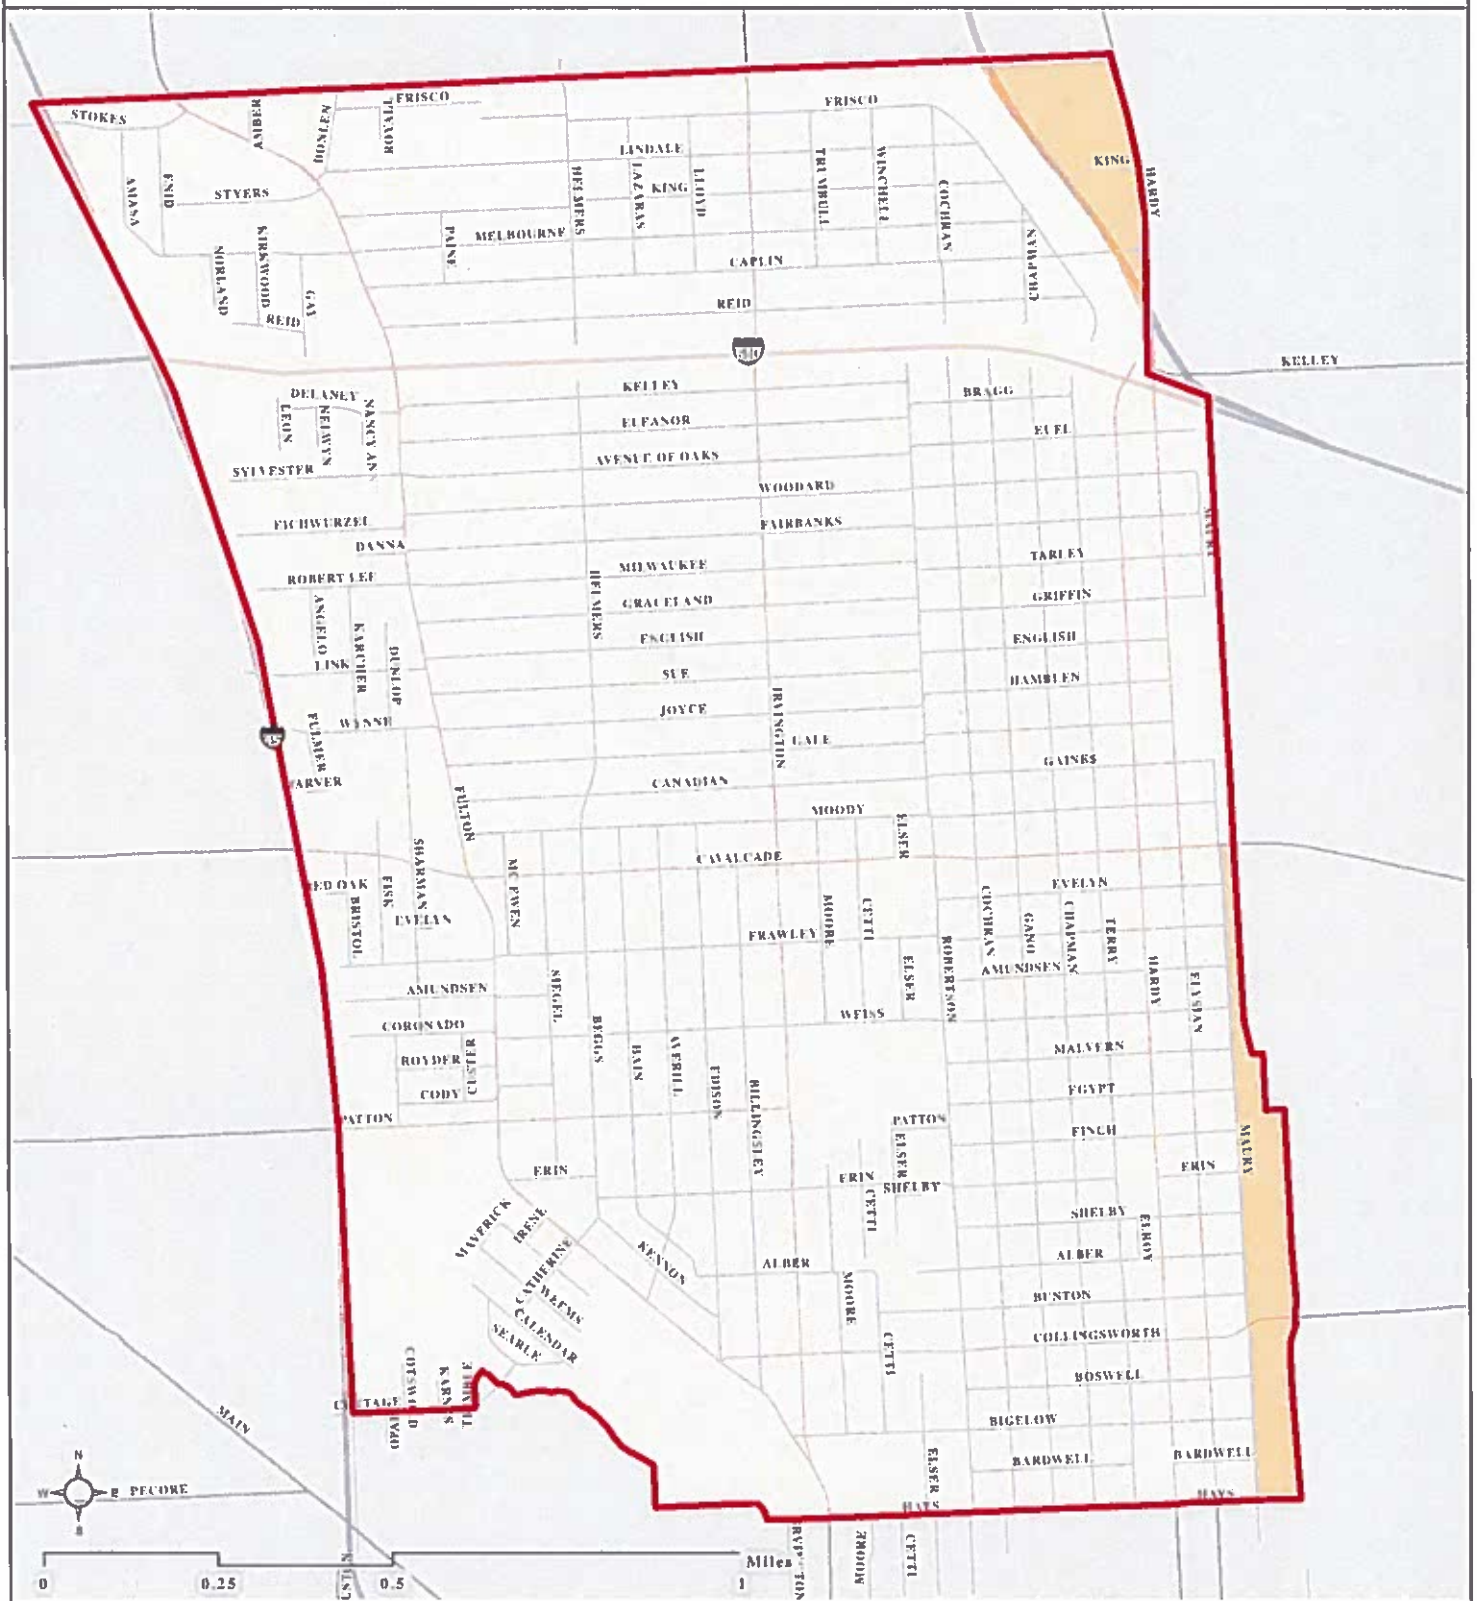 FRISCO
FRISCO
STOKES
AMBER
DONLEN
LINDALE
KING
HARDY
AMASA
ENID
STYERS
HELMERS
LAZARAS
KING
LLOYD
TRUMBULL
WINCHELL
COCHRAN
CHAPMAN
PAINE
MELBOURNE
CAPLIN
NORLAND
KIRKWOOD
GAY
REID
REID
610
KELLEY
KELLEY
DELANEY
LEON
NELWYN
NANCY ANN
BRAGG
ELEANOR
EUEL
AVENUE OF OAKS
SYLVESTER
WOODARD
EICHWURZEL
FAIRBANKS
DANNA
TARLEY
MILWAUKEE
ROBERT LEE
HELMERS
GRACELAND
GRIFFIN
ANGELO
KARCHER
DUNLOP
LINK
ENGLISH
ENGLISH
SUE
HAMBLEN
JOYCE
IRVINGTON
WYNNE
FULMER
45
GALE
GAINES
CANADIAN
FULTON
MOODY
ELSER
CAVALCADE
SHARMAN
MC EWEN
FISK
BRISTOL
EVELYN
EVELYN
MOORE
CETTI
COCHRAN
GANO
CHAPMAN
TERRY
FRAWLEY
ROBERTSON
ELSER
AMUNDSEN
HARDY
ELYSIAN
AMUNDSEN
SIEGEL
WEISS
CORONADO
BEGGS
BAIN
AVERILL
EDISON
BILLINGSLEY
ROYDER
CUSTER
CODY
MALVERN
EGYPT
PATTON
PATTON
FINCH
MAURY
ELSER
ERIN
ERIN
ERIN
SHELBY
CETTI
MAVERICK
IRENE
SHELBY
ELROY
CATHERINE
KEYNON
ALBER
ALBER
WEEMS
CALENDAR
SEARLE
MOORE
BUNTON
COLLINGSWORTH
CETTI
BOSWELL
KARNES
MAIN
BIGELOW
BARDWELL
BARDWELL
ELSER
HAYS
HAYS
N
W
E
S
PECORE
MOORE
CETTI
Miles
0
0.25
0.5
1